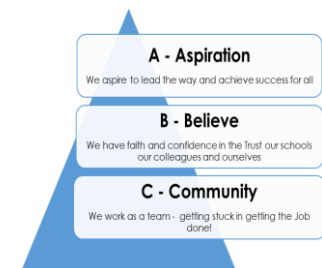 A - Aspiration
We aspire to lead the way and achieve success for all
B - Believe
We have faith and confidence in the Trust our schools
our colleagues and ourselves
C - Community
We work as a team - getting stuck in getting the Job
done!